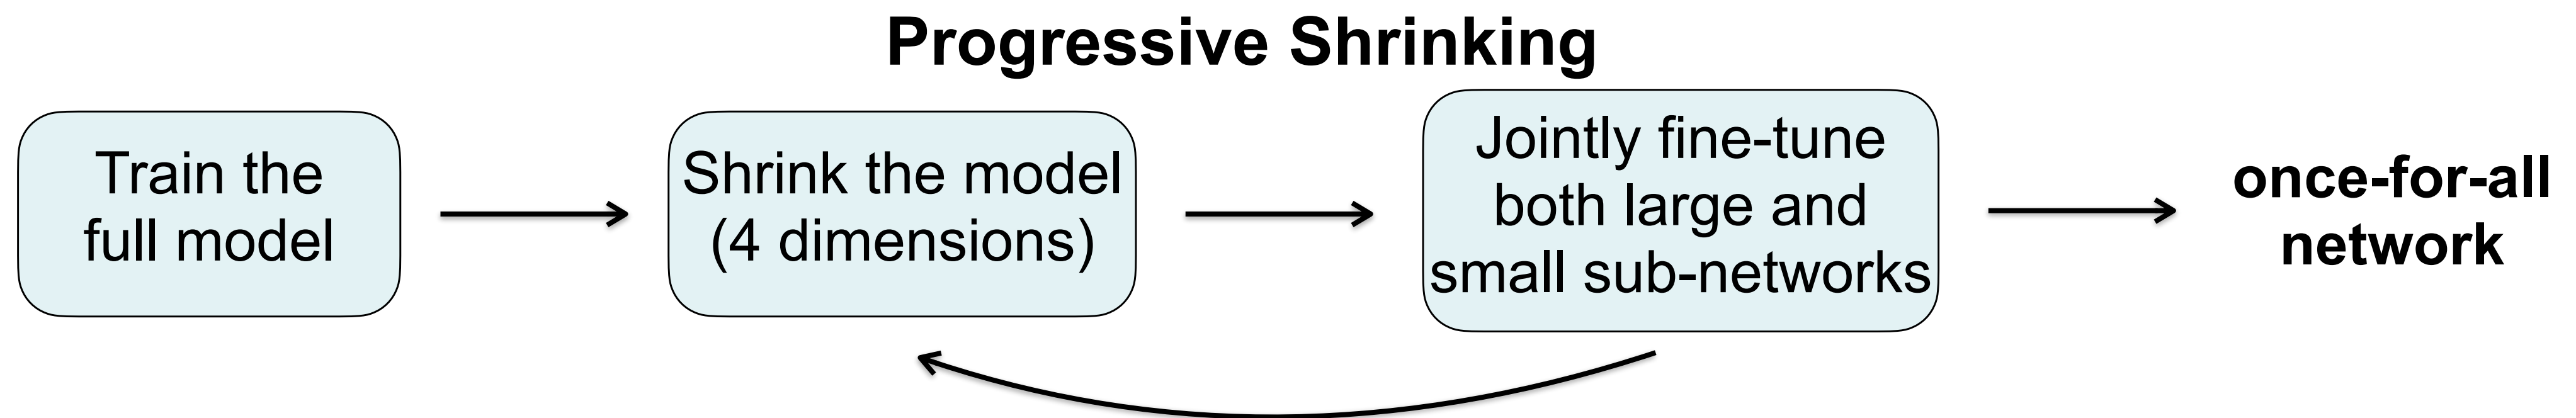 Progressive Shrinking
Train the
full model
Shrink the model
(4 dimensions)
Jointly fine-tune
both large and
small sub-networks
once-for-all
network